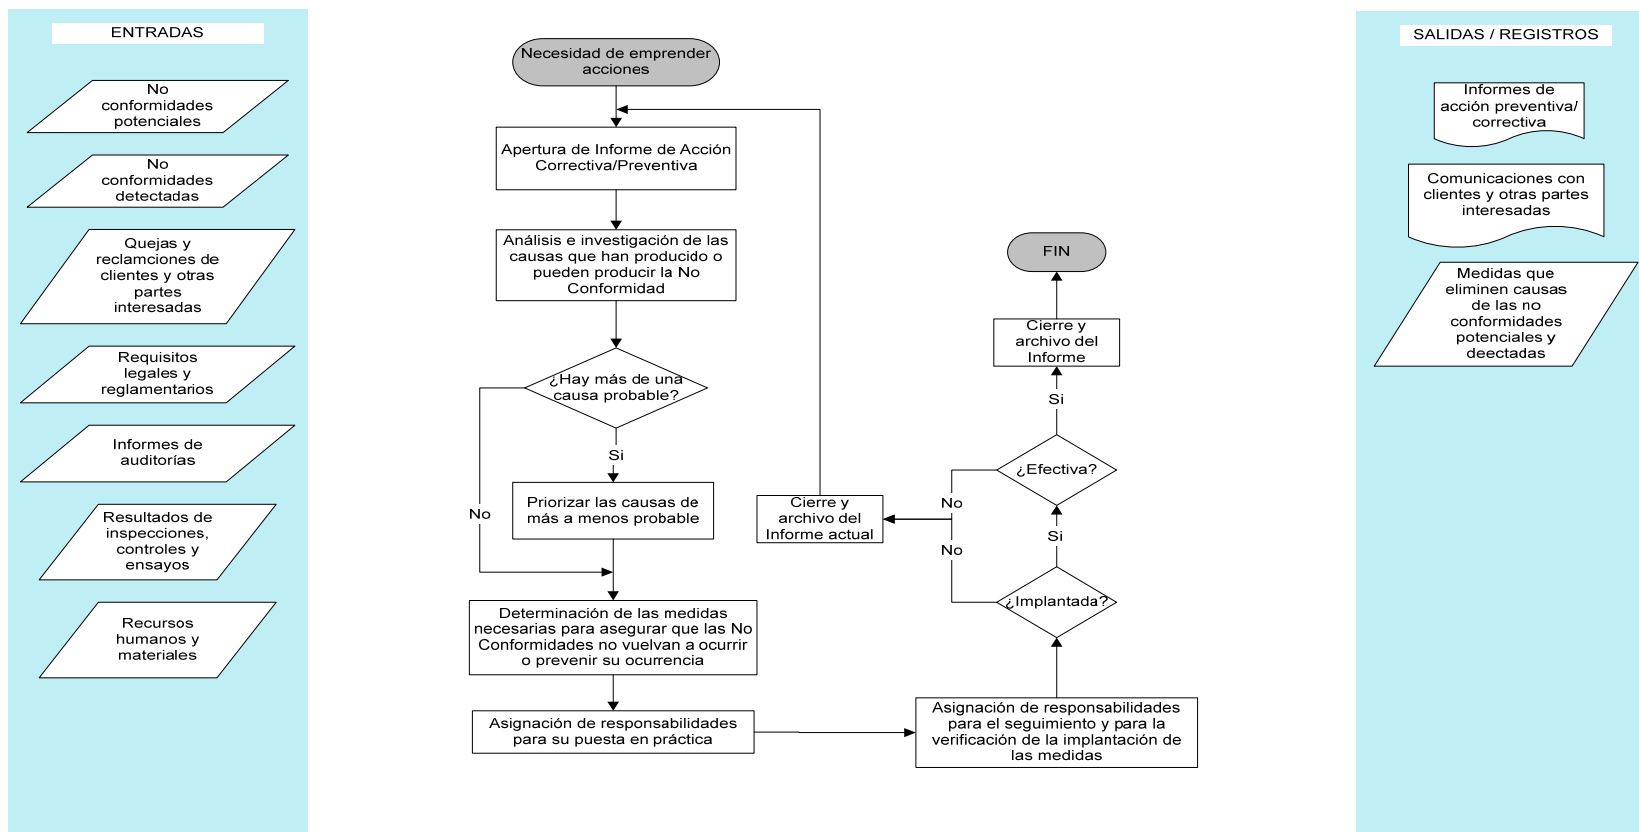 ENTRADAS
No
conformidades
potenciales
No
conformidades
detectadas
Quejas y
reclamciones de
clientes y otras
partes
interesadas
Requisitos
legales y
reglamentarios
Informes de
auditorías
Resultados de
inspecciones,
controles y
ensayos
Recursos
humanos y
materiales
Necesidad de emprender
acciones
Apertura de Informe de Acción
Correctiva/Preventiva
Análisis e investigación de las
causas que han producido o
pueden producir la No
Conformidad
¿Hay más de una
causa probable?
Si
No
Priorizar las causas de
más a menos probable
Determinación de las medidas
necesarias para asegurar que las No
Conformidades no vuelvan a ocurrir
o prevenir su ocurrencia
Asignación de responsabilidades
para su puesta en práctica
Asignación de responsabilidades
para el seguimiento y para la
verificación de la implantación de
las medidas
¿Implantada?
Si
No
¿Efectiva?
No
Si
Cierre y
archivo del
Informe actual
Cierre y
archivo del
Informe
FIN
SALIDAS / REGISTROS
Informes de
acción preventiva/
correctiva
Comunicaciones con
clientes y otras partes
interesadas
Medidas que
eliminen causas
de las no
conformidades
potenciales y
deectadas